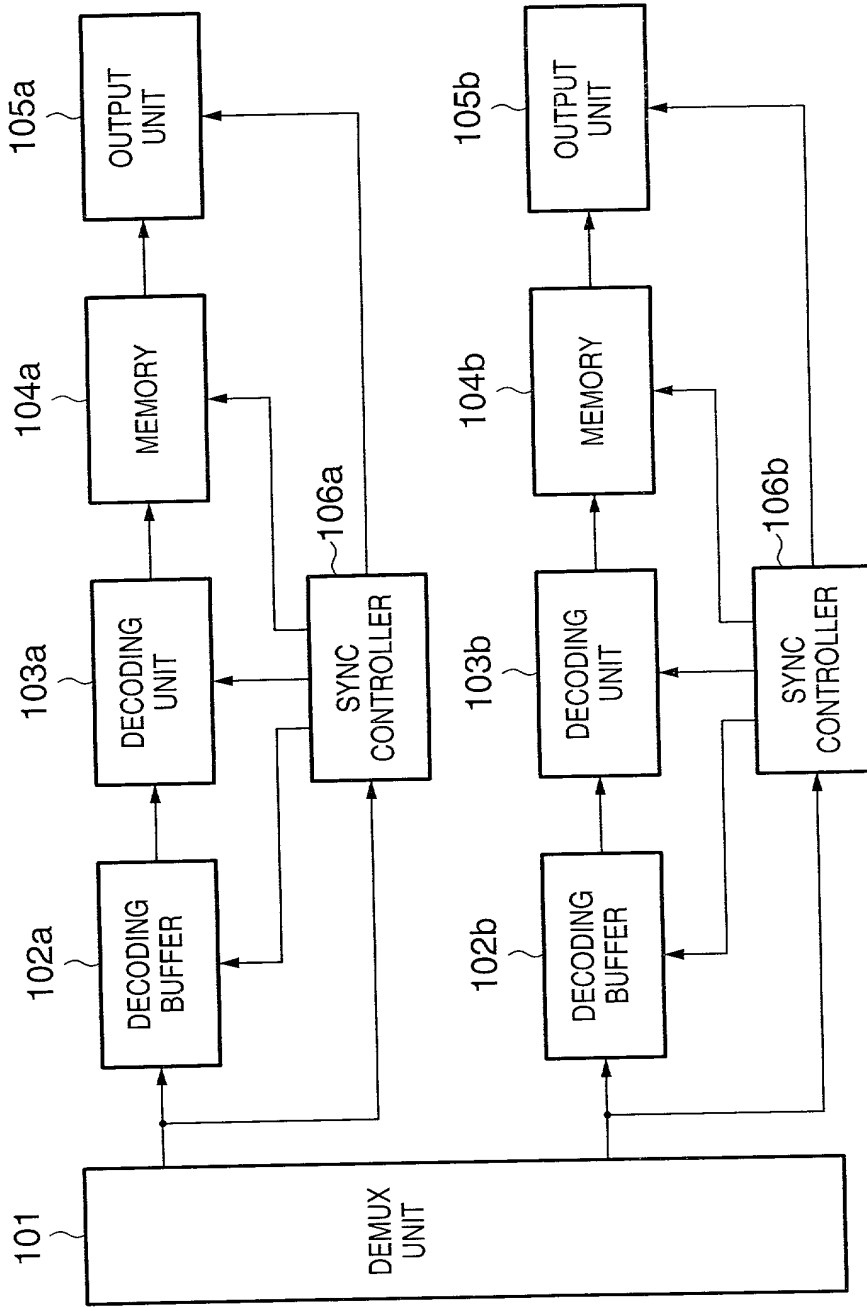 101
DEMUX
UNIT
102a
DECODING
BUFFER
103a
DECODING
UNIT
104a
MEMORY
105a
OUTPUT
UNIT
106a
SYNC
CONTROLLER
102b
DECODING
BUFFER
103b
DECODING
UNIT
104b
MEMORY
105b
OUTPUT
UNIT
106b
SYNC
CONTROLLER